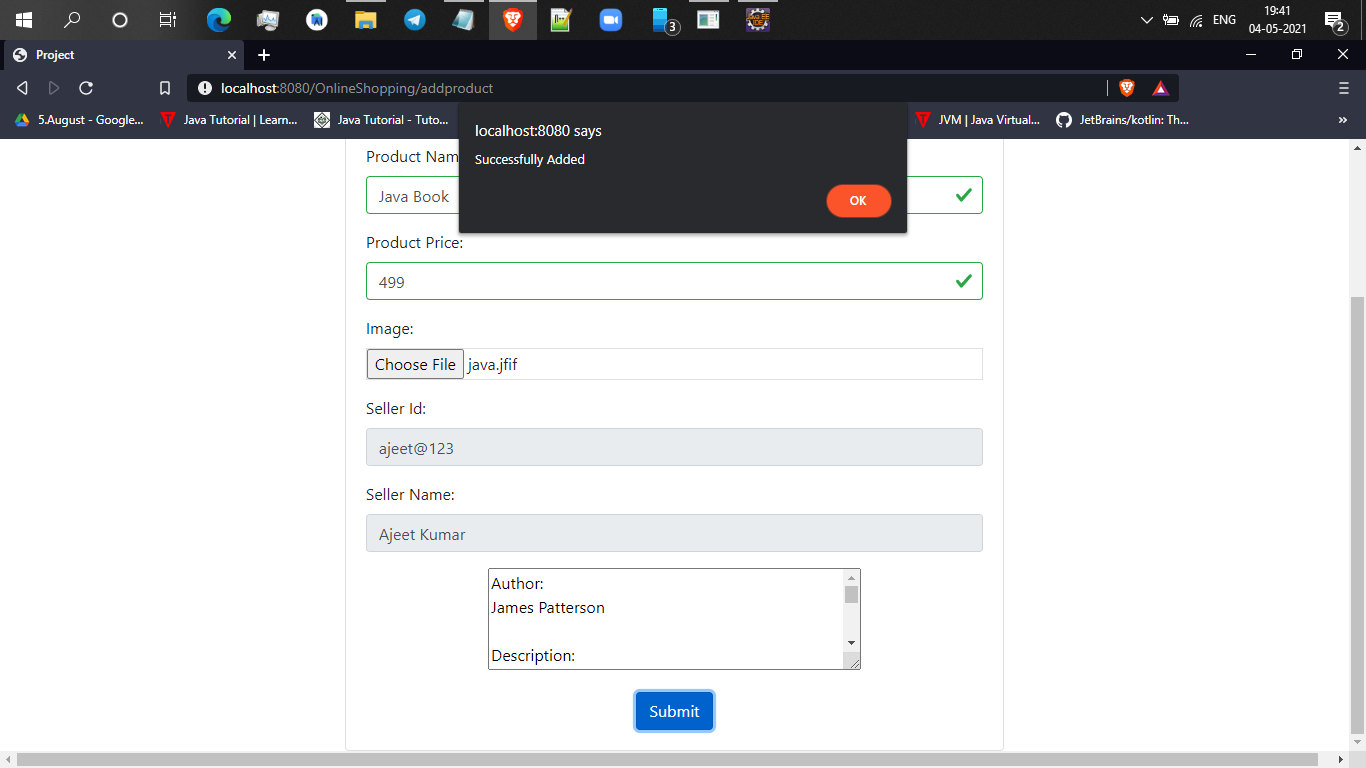 19:41
ENG
04-05-2021
3
2
Project
localhost:8080/OnlineShopping/addproduct
5.August - Google...
Java Tutorial | Learn...
Java Tutorial - Tuto...
JVM | Java Virtual...
JetBrains/kotlin: Th...
»
localhost:8080 says
Successfully Added
OK
Product Nam
Java Book
Product Price:
499
Image:
Choose File java.jfif
Seller Id:
ajeet@123
Seller Name:
Ajeet Kumar
Author:
James Patterson
Description:
Submit